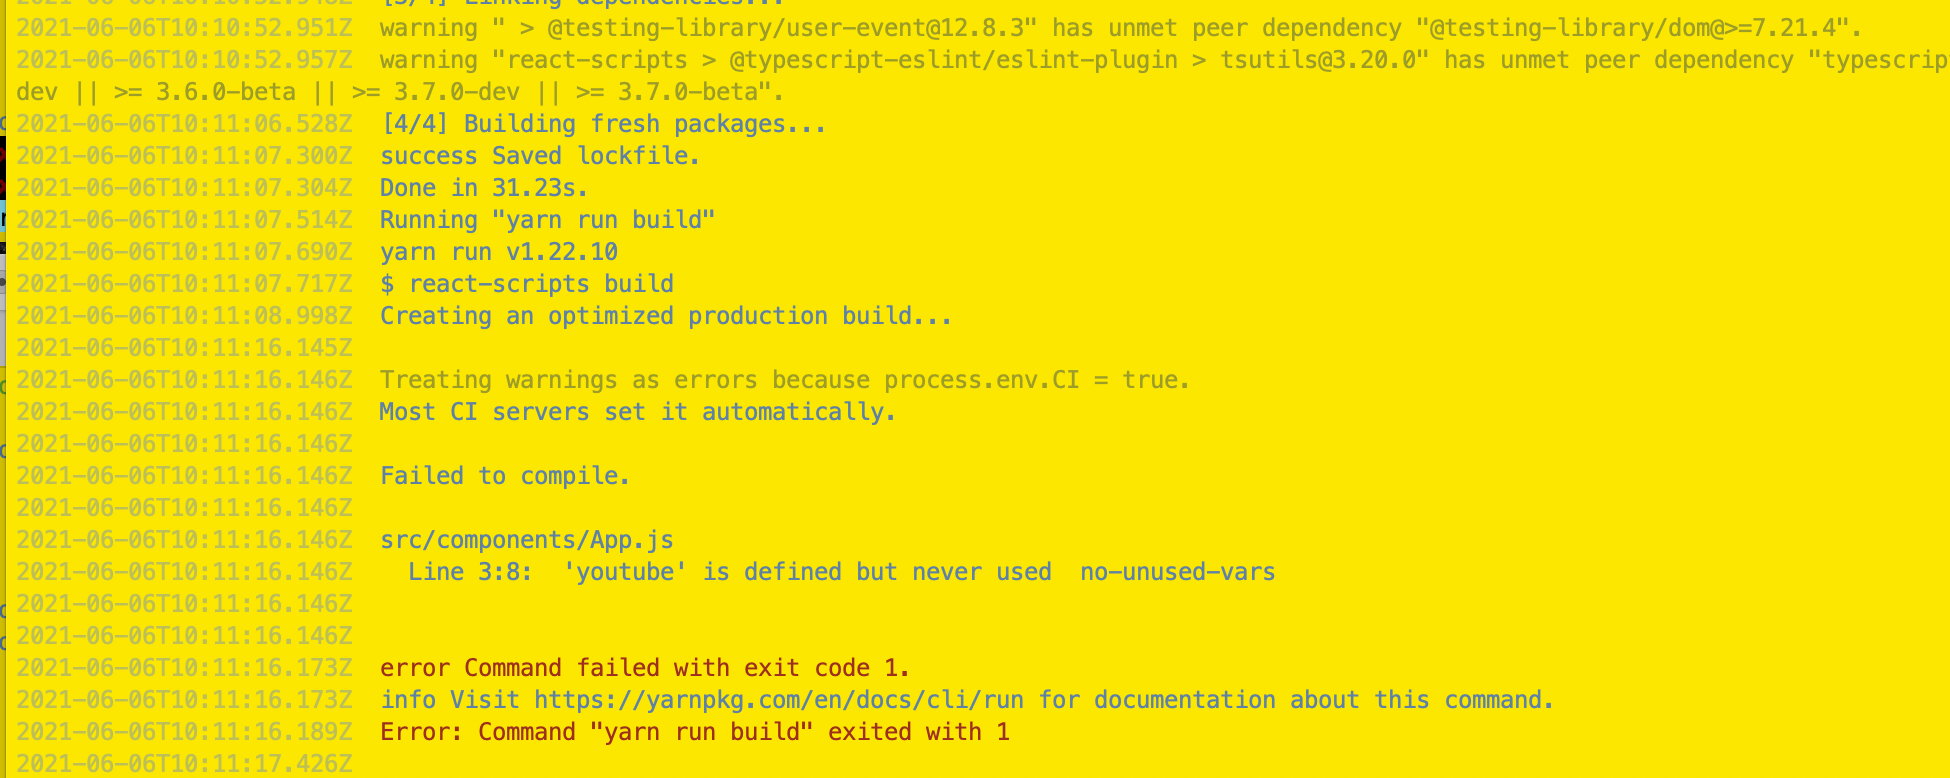 [3/4] Linking dependencies...
2021-06-06T10:10:52.951Z warning " > @testing-library/user-event@12.8.3" has unmet peer dependency "@testing-library/dom@>=7.21.4".
2021-06-06T10:10:52.957Z warning "react-scripts > @typescript-eslint/eslint-plugin > tsutils@3.20.0" has unmet peer dependency "typescrip
dev || >= 3.6.0-beta || >= 3.7.0-dev || >= 3.7.0-beta".
2021-06-06T10:11:06.528Z [4/4] Building fresh packages...
2021-06-06T10:11:07.300Z success Saved lockfile.
2021-06-06T10:11:07.304Z Done in 31.23s.
2021-06-06T10:11:07.514Z Running "yarn run build"
2021-06-06T10:11:07.690Z yarn run v1.22.10
2021-06-06T10:11:07.717Z $ react-scripts build
2021-06-06T10:11:08.998Z Creating an optimized production build...
2021-06-06T10:11:16.145Z
2021-06-06T10:11:16.146Z Treating warnings as errors because process.env.CI = true.
2021-06-06T10:11:16.146Z Most CI servers set it automatically.
2021-06-06T10:11:16.146Z
2021-06-06T10:11:16.146Z Failed to compile.
2021-06-06T10:11:16.146Z
2021-06-06T10:11:16.146Z src/components/App.js
2021-06-06T10:11:16.146Z Line 3:8: 'youtube' is defined but never used no-unused-vars
2021-06-06T10:11:16.146Z
2021-06-06T10:11:16.146Z
2021-06-06T10:11:16.173Z error Command failed with exit code 1.
2021-06-06T10:11:16.173Z info Visit https://yarnpkg.com/en/docs/cli/run for documentation about this command.
2021-06-06T10:11:16.189Z Error: Command "yarn run build" exited with 1
2021-06-06T10:11:17.426Z